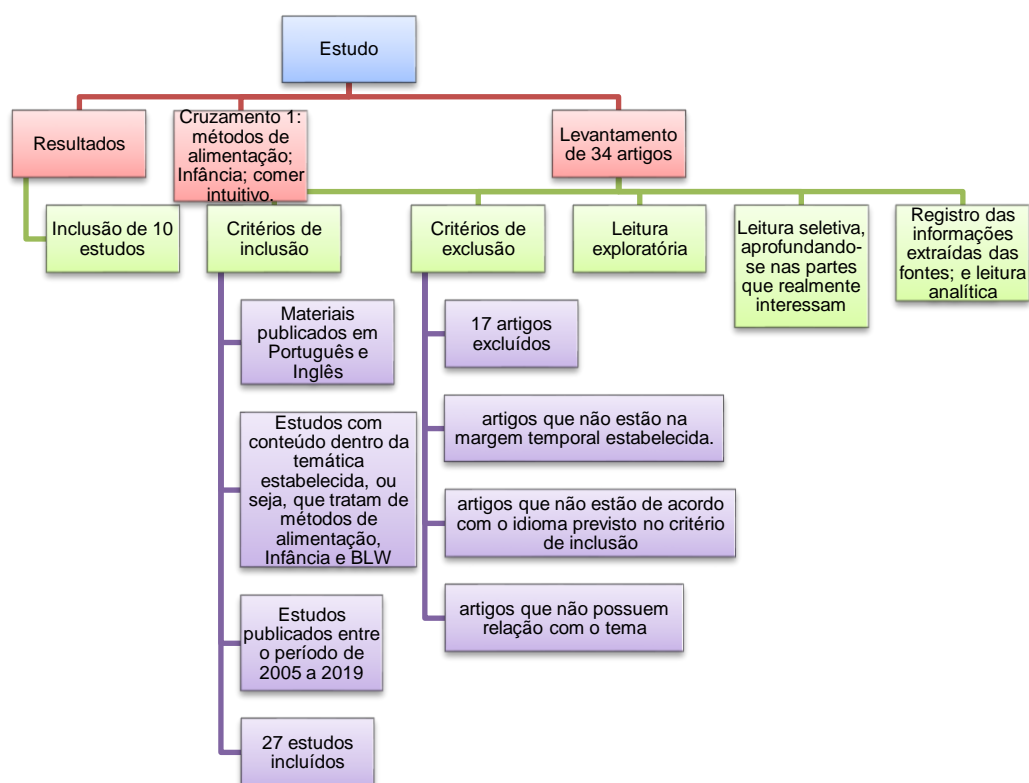 Estudo
Resultados
Cruzamento 1:
métodos de
alimentação;
Infância; comer
intuitivo.
Levantamento
de 34 artigos
Inclusão de 10
estudos
Critérios de
inclusão
Critérios de
exclusão
Leitura
exploratória
Leitura seletiva,
aprofundando-
se nas partes
que realmente
interessam
Registro das
informações
extraídas das
fontes; e leitura
analítica
Materiais
publicados em
Português e
Inglês
Estudos com
conteúdo dentro da
temática
estabelecida, ou
seja, que tratam de
métodos de
alimentação,
Infância e BLW
Estudos
publicados entre
o período de
2005 a 2019
27 estudos
incluídos
17 artigos
excluídos
artigos que não estão na
margem temporal estabelecida.
artigos que não estão de acordo
com o idioma previsto no critério
de inclusão
artigos que não possuem
relação com o tema